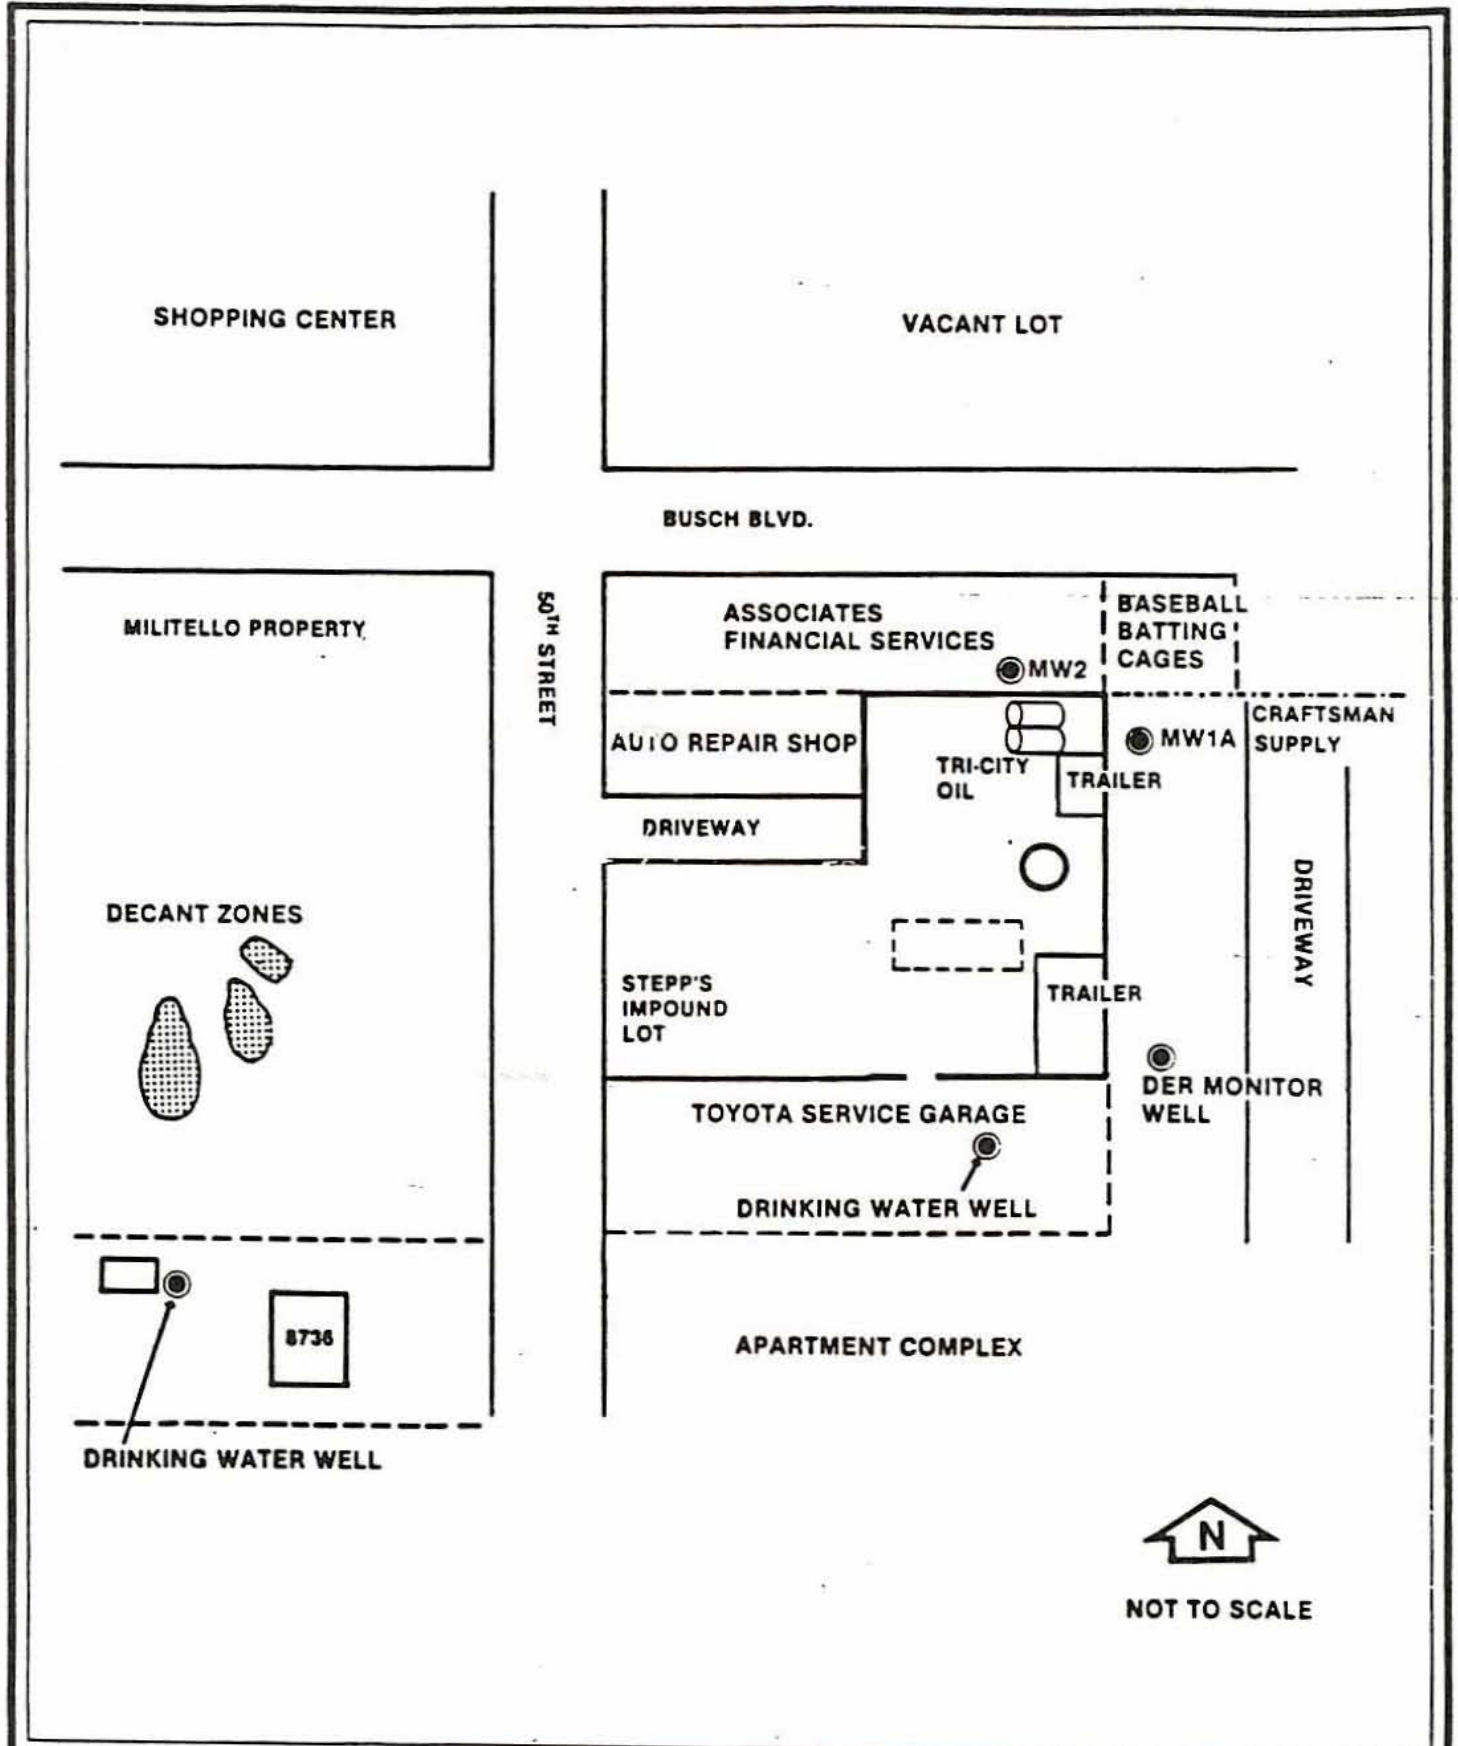 SHOPPING CENTER
VACANT LOT
BUSCH BLVD.
MILITELLO PROPERTY
50TH STREET
ASSOCIATES
FINANCIAL SERVICES
MW2
BASEBALL
BATTING
CAGES
AUTO REPAIR SHOP
TRI-CITY
OIL
TRAILER
MW1A
CRAFTSMAN
SUPPLY
DRIVEWAY
DRIVEWAY
DECANT ZONES
STEPP'S
IMPOUND
LOT
TRAILER
DER MONITOR
WELL
TOYOTA SERVICE GARAGE
DRINKING WATER WELL
8736
APARTMENT COMPLEX
DRINKING WATER WELL
N
NOT TO SCALE